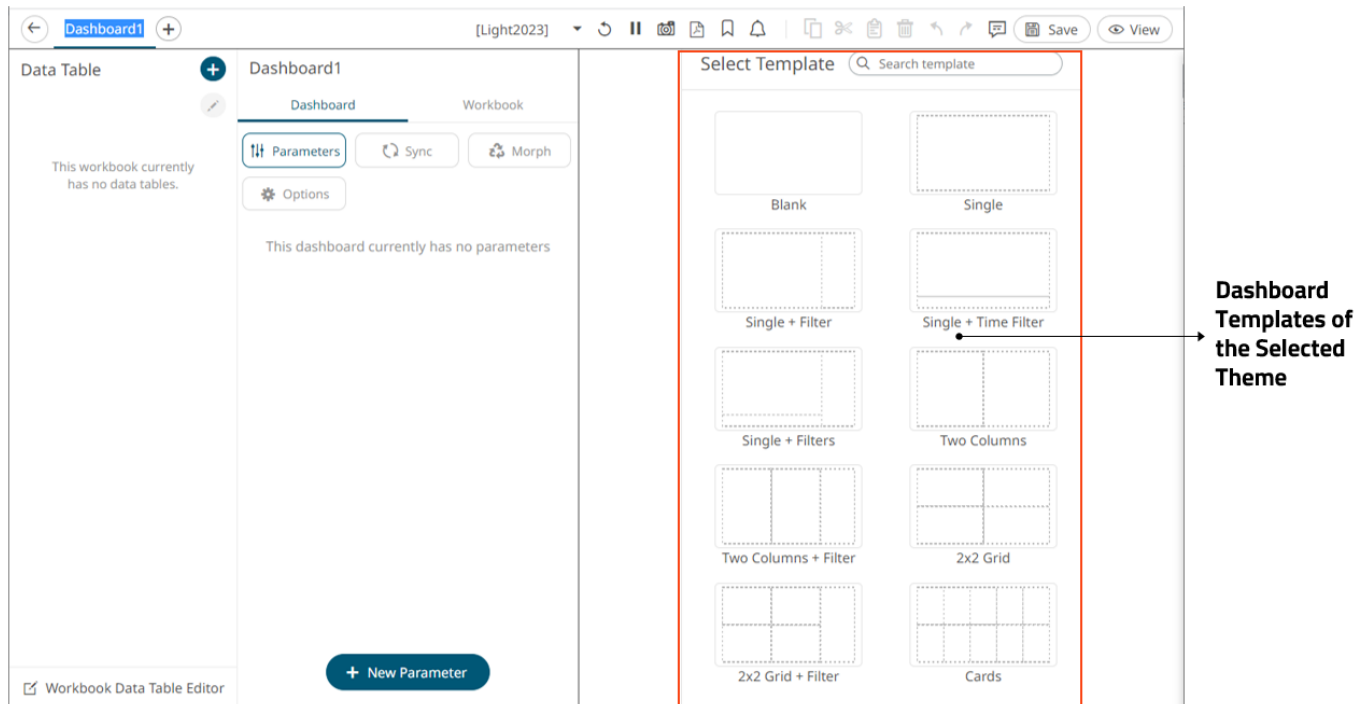 Dashboard1
[Light2023]
Save
View
Data Table
This workbook currently
has no data tables.
Workbook Data Table Editor
Dashboard1
Dashboard
Workbook
Parameters
Sync
Morph
Options
This dashboard currently has no parameters
+ New Parameter
Select Template
Search template
Blank
Single
Single + Filter
Single + Time Filter
Single + Filters
Two Columns
Two Columns + Filter
2x2 Grid
2x2 Grid + Filter
Cards
Dashboard
Templates of
the Selected
Theme